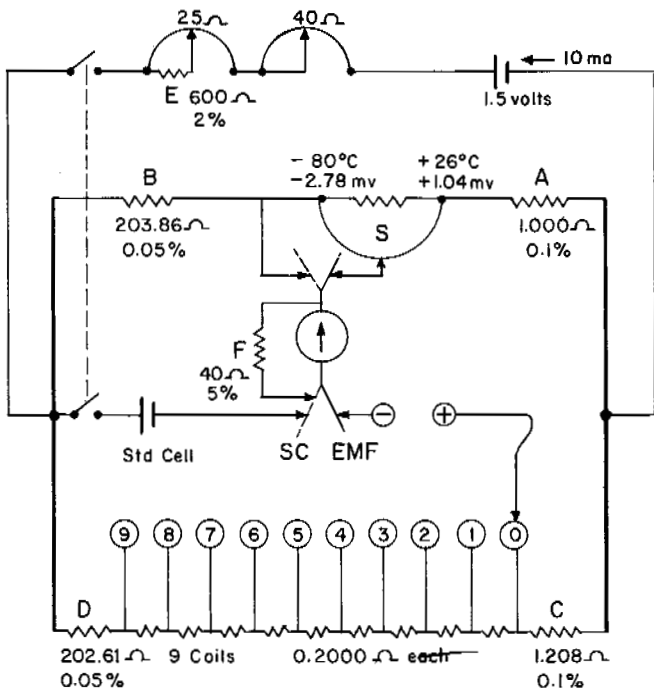 25Ω 40Ω
10 ma
E 600Ω
2%
1.5 volts
B
-80°C +26°C A
-2.78 mv +1.04 mv
203.86Ω S 1.000Ω
0.05% 0.1%
F
40Ω
5%
− +
Std Cell SC EMF
9 8 7 6 5 4 3 2 1 0
D C
202.61Ω 9 Coils 0.2000Ω each 1.208Ω
0.05% 0.1%